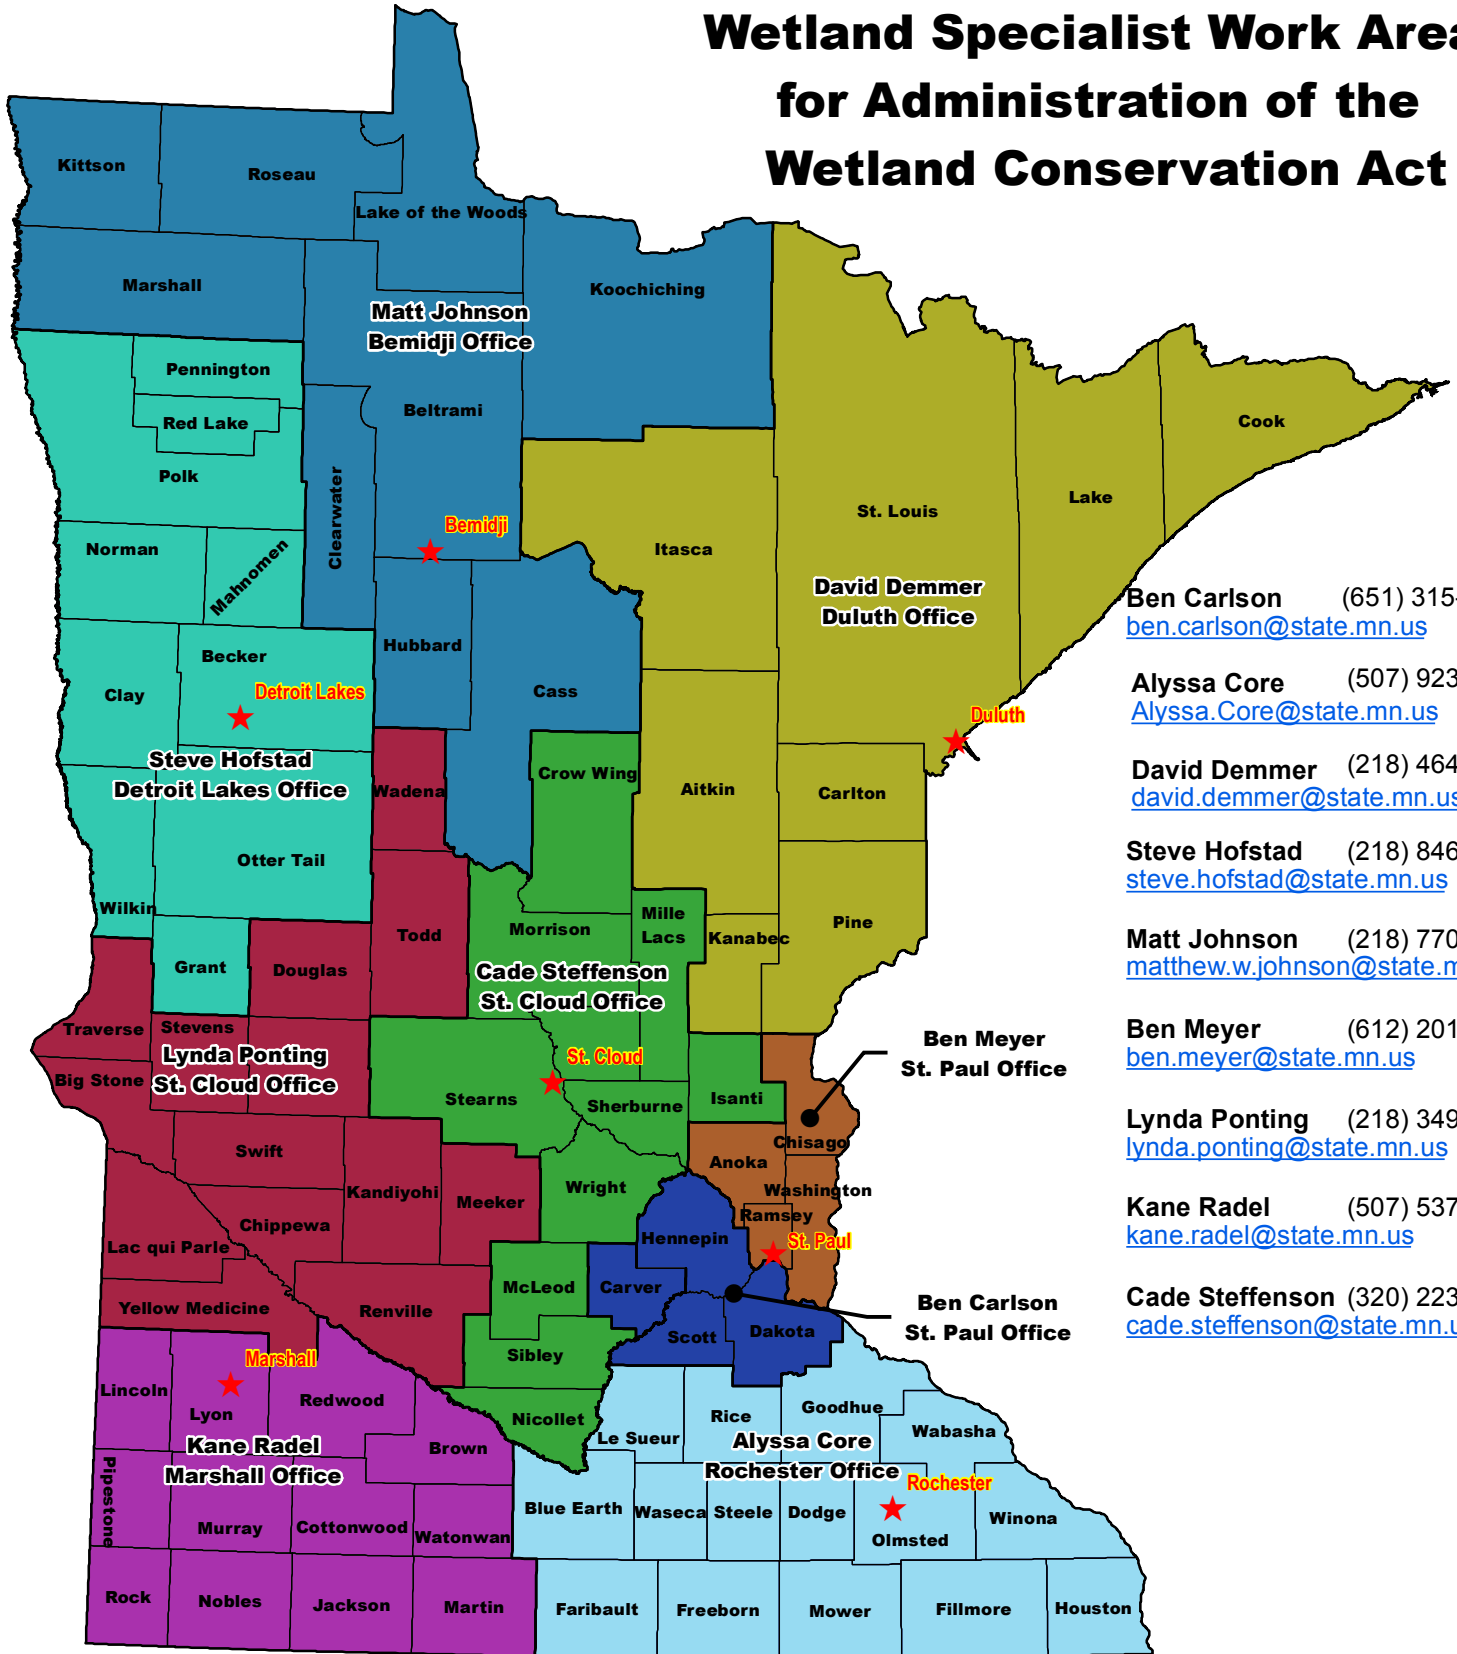 Wetland Specialist Work Area
for Administration of the
Wetland Conservation Act
Kittson
Roseau
Lake of the Woods
Marshall
Koochiching
Matt Johnson
Bemidji Office
Pennington
Red Lake
Beltrami
Polk
Clearwater
Cook
Lake
St. Louis
Itasca
Bemidji
Norman
Mahnomen
David Demmer
Duluth Office
Hubbard
Becker
Clay
Detroit Lakes
Cass
Duluth
Steve Hofstad
Detroit Lakes Office
Wadena
Crow Wing
Aitkin
Carlton
Otter Tail
Wilkin
Todd
Morrison
Mille
Lacs
Kanabec
Pine
Grant
Douglas
Cade Steffenson
St. Cloud Office
Traverse
Stevens
Lynda Ponting
St. Cloud Office
Big Stone
St. Cloud
Stearns
Sherburne
Isanti
Ben Meyer
St. Paul Office
Chisago
Swift
Anoka
Kandiyohi
Meeker
Wright
Washington
Ramsey
Chippewa
Lac qui Parle
Hennepin
St. Paul
McLeod
Carver
Yellow Medicine
Renville
Ben Carlson
St. Paul Office
Scott
Dakota
Sibley
Marshall
Lincoln
Lyon
Redwood
Nicollet
Le Sueur
Rice
Goodhue
Wabasha
Brown
Kane Radel
Marshall Office
Alyssa Core
Rochester Office
Rochester
Pipestone
Murray
Cottonwood
Watonwan
Blue Earth
Waseca
Steele
Dodge
Olmsted
Winona
Rock
Nobles
Jackson
Martin
Faribault
Freeborn
Mower
Fillmore
Houston
Ben Carlson (651) 315-
ben.carlson@state.mn.us
Alyssa Core (507) 923
Alyssa.Core@state.mn.us
David Demmer (218) 464
david.demmer@state.mn.us
Steve Hofstad (218) 846
steve.hofstad@state.mn.us
Matt Johnson (218) 770
matthew.w.johnson@state.m
Ben Meyer (612) 201
ben.meyer@state.mn.us
Lynda Ponting (218) 349
lynda.ponting@state.mn.us
Kane Radel (507) 537
kane.radel@state.mn.us
Cade Steffenson (320) 223
cade.steffenson@state.mn.u